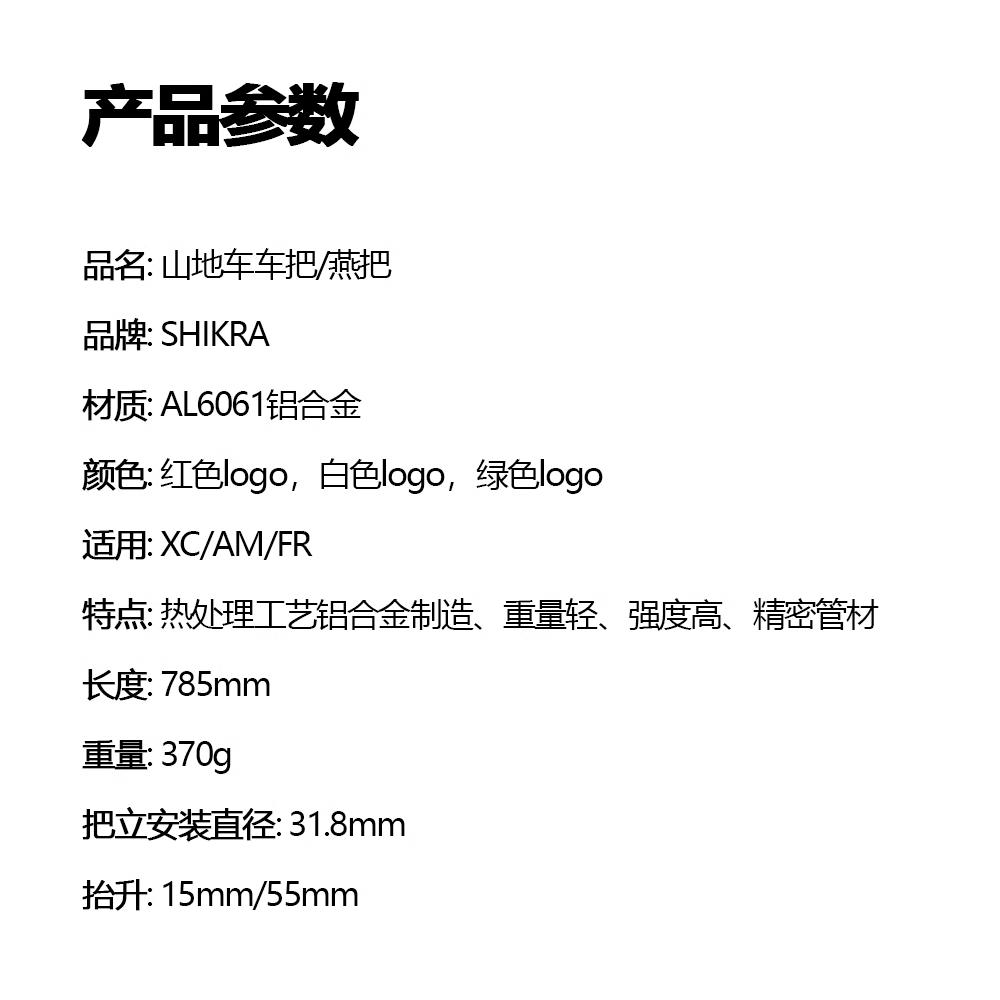 产品参数
品名: 山地车车把/燕把
品牌: SHIKRA
材质: AL6061铝合金
颜色: 红色logo，白色logo，绿色logo
适用: XC/AM/FR
特点: 热处理工艺铝合金制造、重量轻、强度高、精密管材
长度: 785mm
重量: 370g
把立安装直径: 31.8mm
抬升: 15mm/55mm